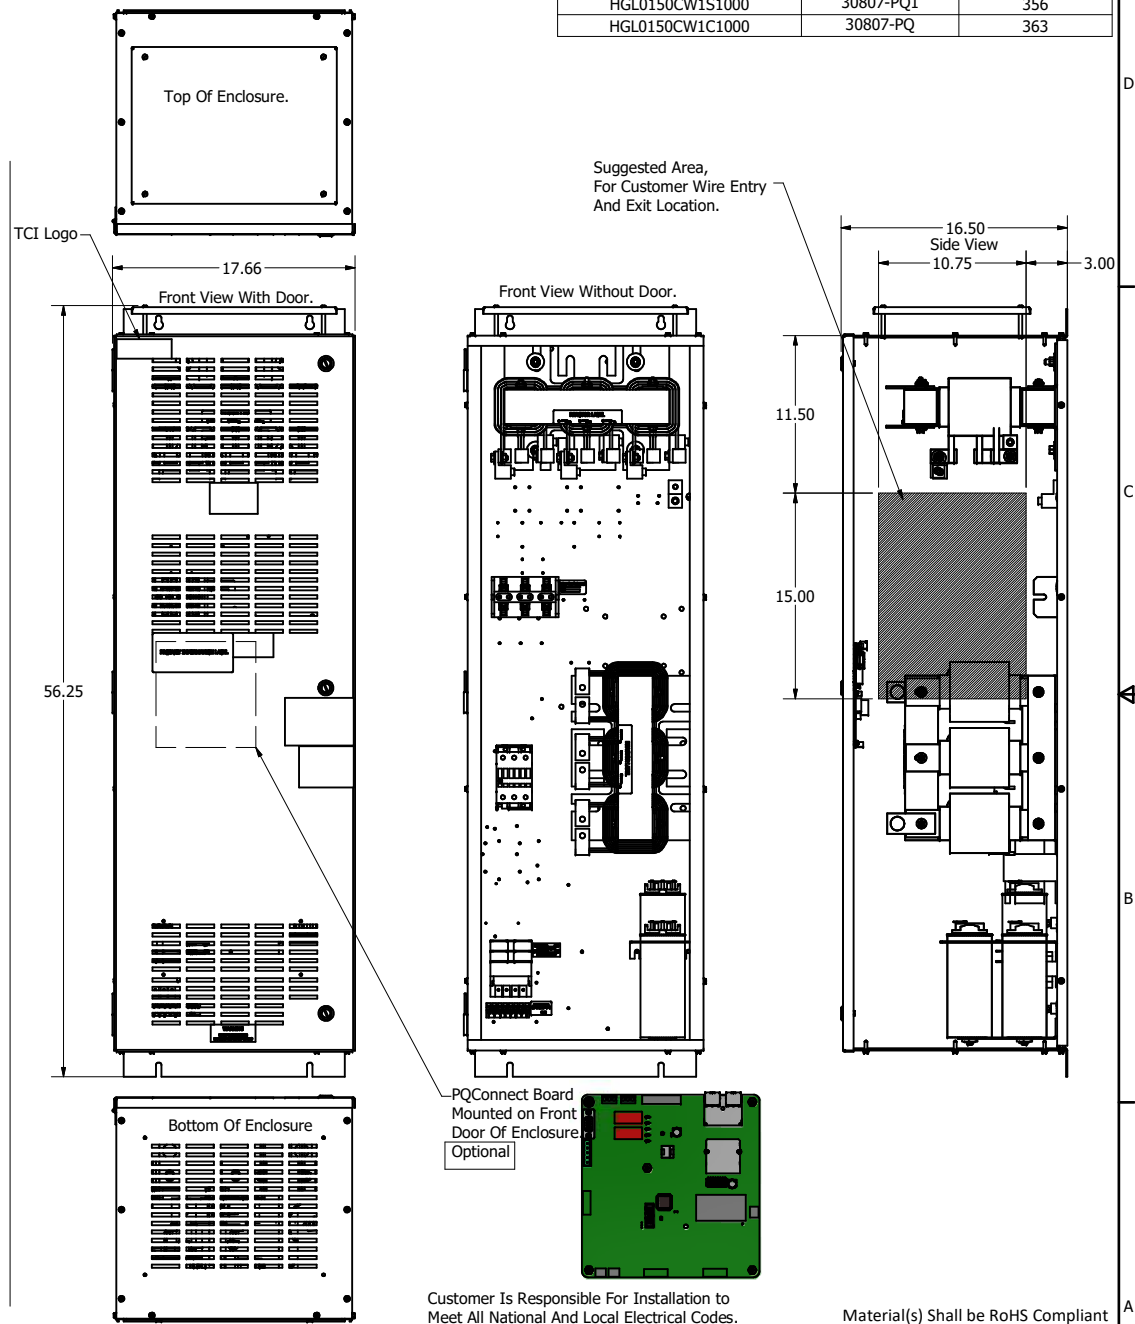 HGL0150CW1S1000 30807-PQ1 356
HGL0150CW1C1000 30807-PQ 363
D
Top Of Enclosure.
Suggested Area,
For Customer Wire Entry
And Exit Location.
TCI Logo
16.50
Side View
17.66
10.75
3.00
Front View With Door.
Front View Without Door.
11.50
C
15.00
56.25
B
PQConnect Board
Mounted on Front
Door Of Enclosure.
Optional
Bottom Of Enclosure
Customer Is Responsible For Installation to
Meet All National And Local Electrical Codes.
Material(s) Shall be RoHS Compliant
A